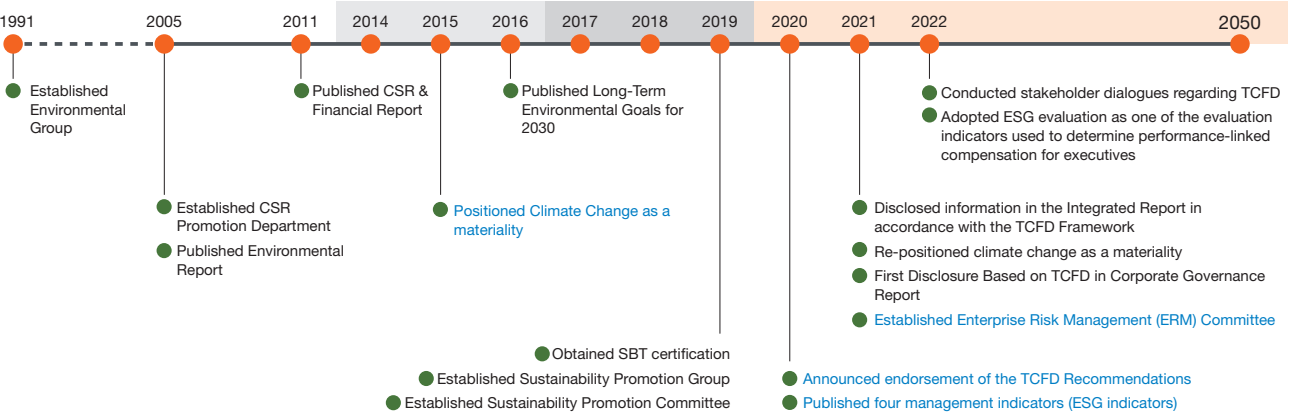 1991 2005 2011 2014 2015 2016 2017 2018 2019 2020 2021 2022 2050
Established
Environmental
Group
Published CSR &
Financial Report
Published Long-Term
Environmental Goals for
2030
Conducted stakeholder dialogues regarding TCFD
Adopted ESG evaluation as one of the evaluation
indicators used to determine performance-linked
compensation for executives
Established CSR
Promotion Department
Published Environmental
Report
Positioned Climate Change as a
materiality
Disclosed information in the Integrated Report in
accordance with the TCFD Framework
Re-positioned climate change as a materiality
First Disclosure Based on TCFD in Corporate Governance
Report
Established Enterprise Risk Management (ERM) Committee
Obtained SBT certification
Established Sustainability Promotion Group
Established Sustainability Promotion Committee
Announced endorsement of the TCFD Recommendations
Published four management indicators (ESG indicators)